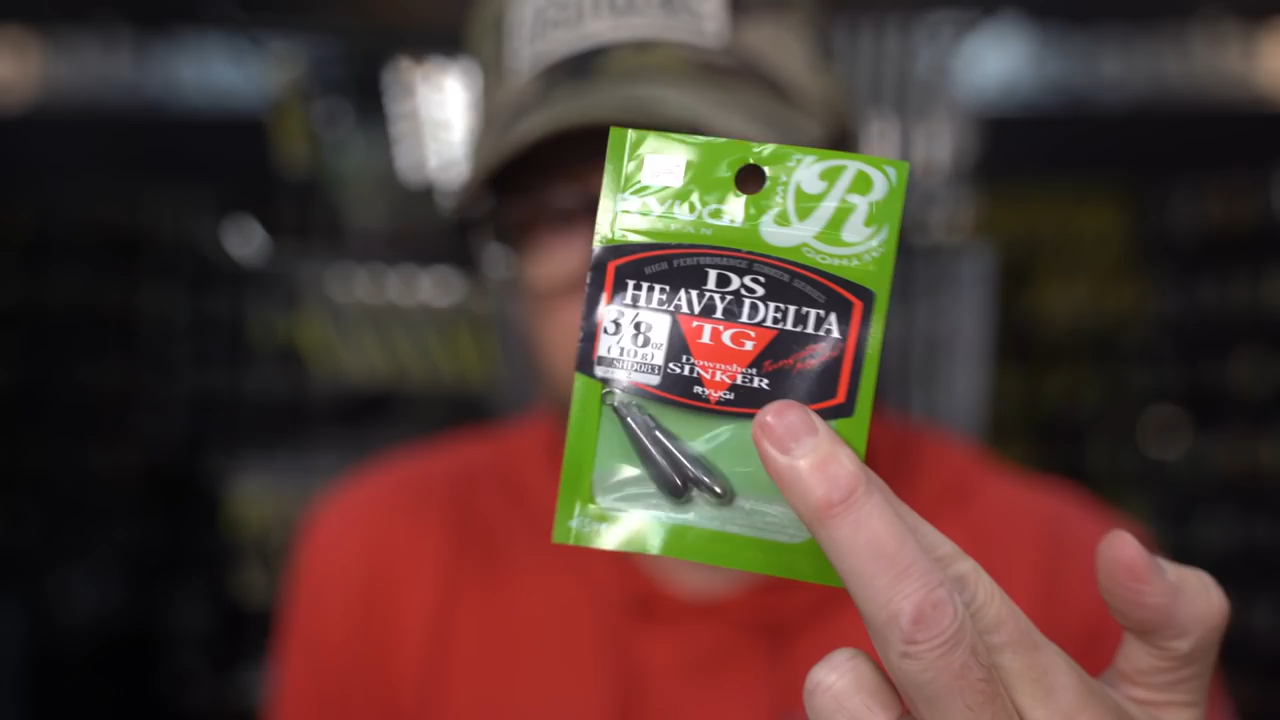 RYUGI
JAPAN
R
HIGH PERFORMANCE SINKER SERIES
DS
HEAVY DELTA
TG
3/8oz
(10g)
SHD083
Downshot
SINKER
RYUGI